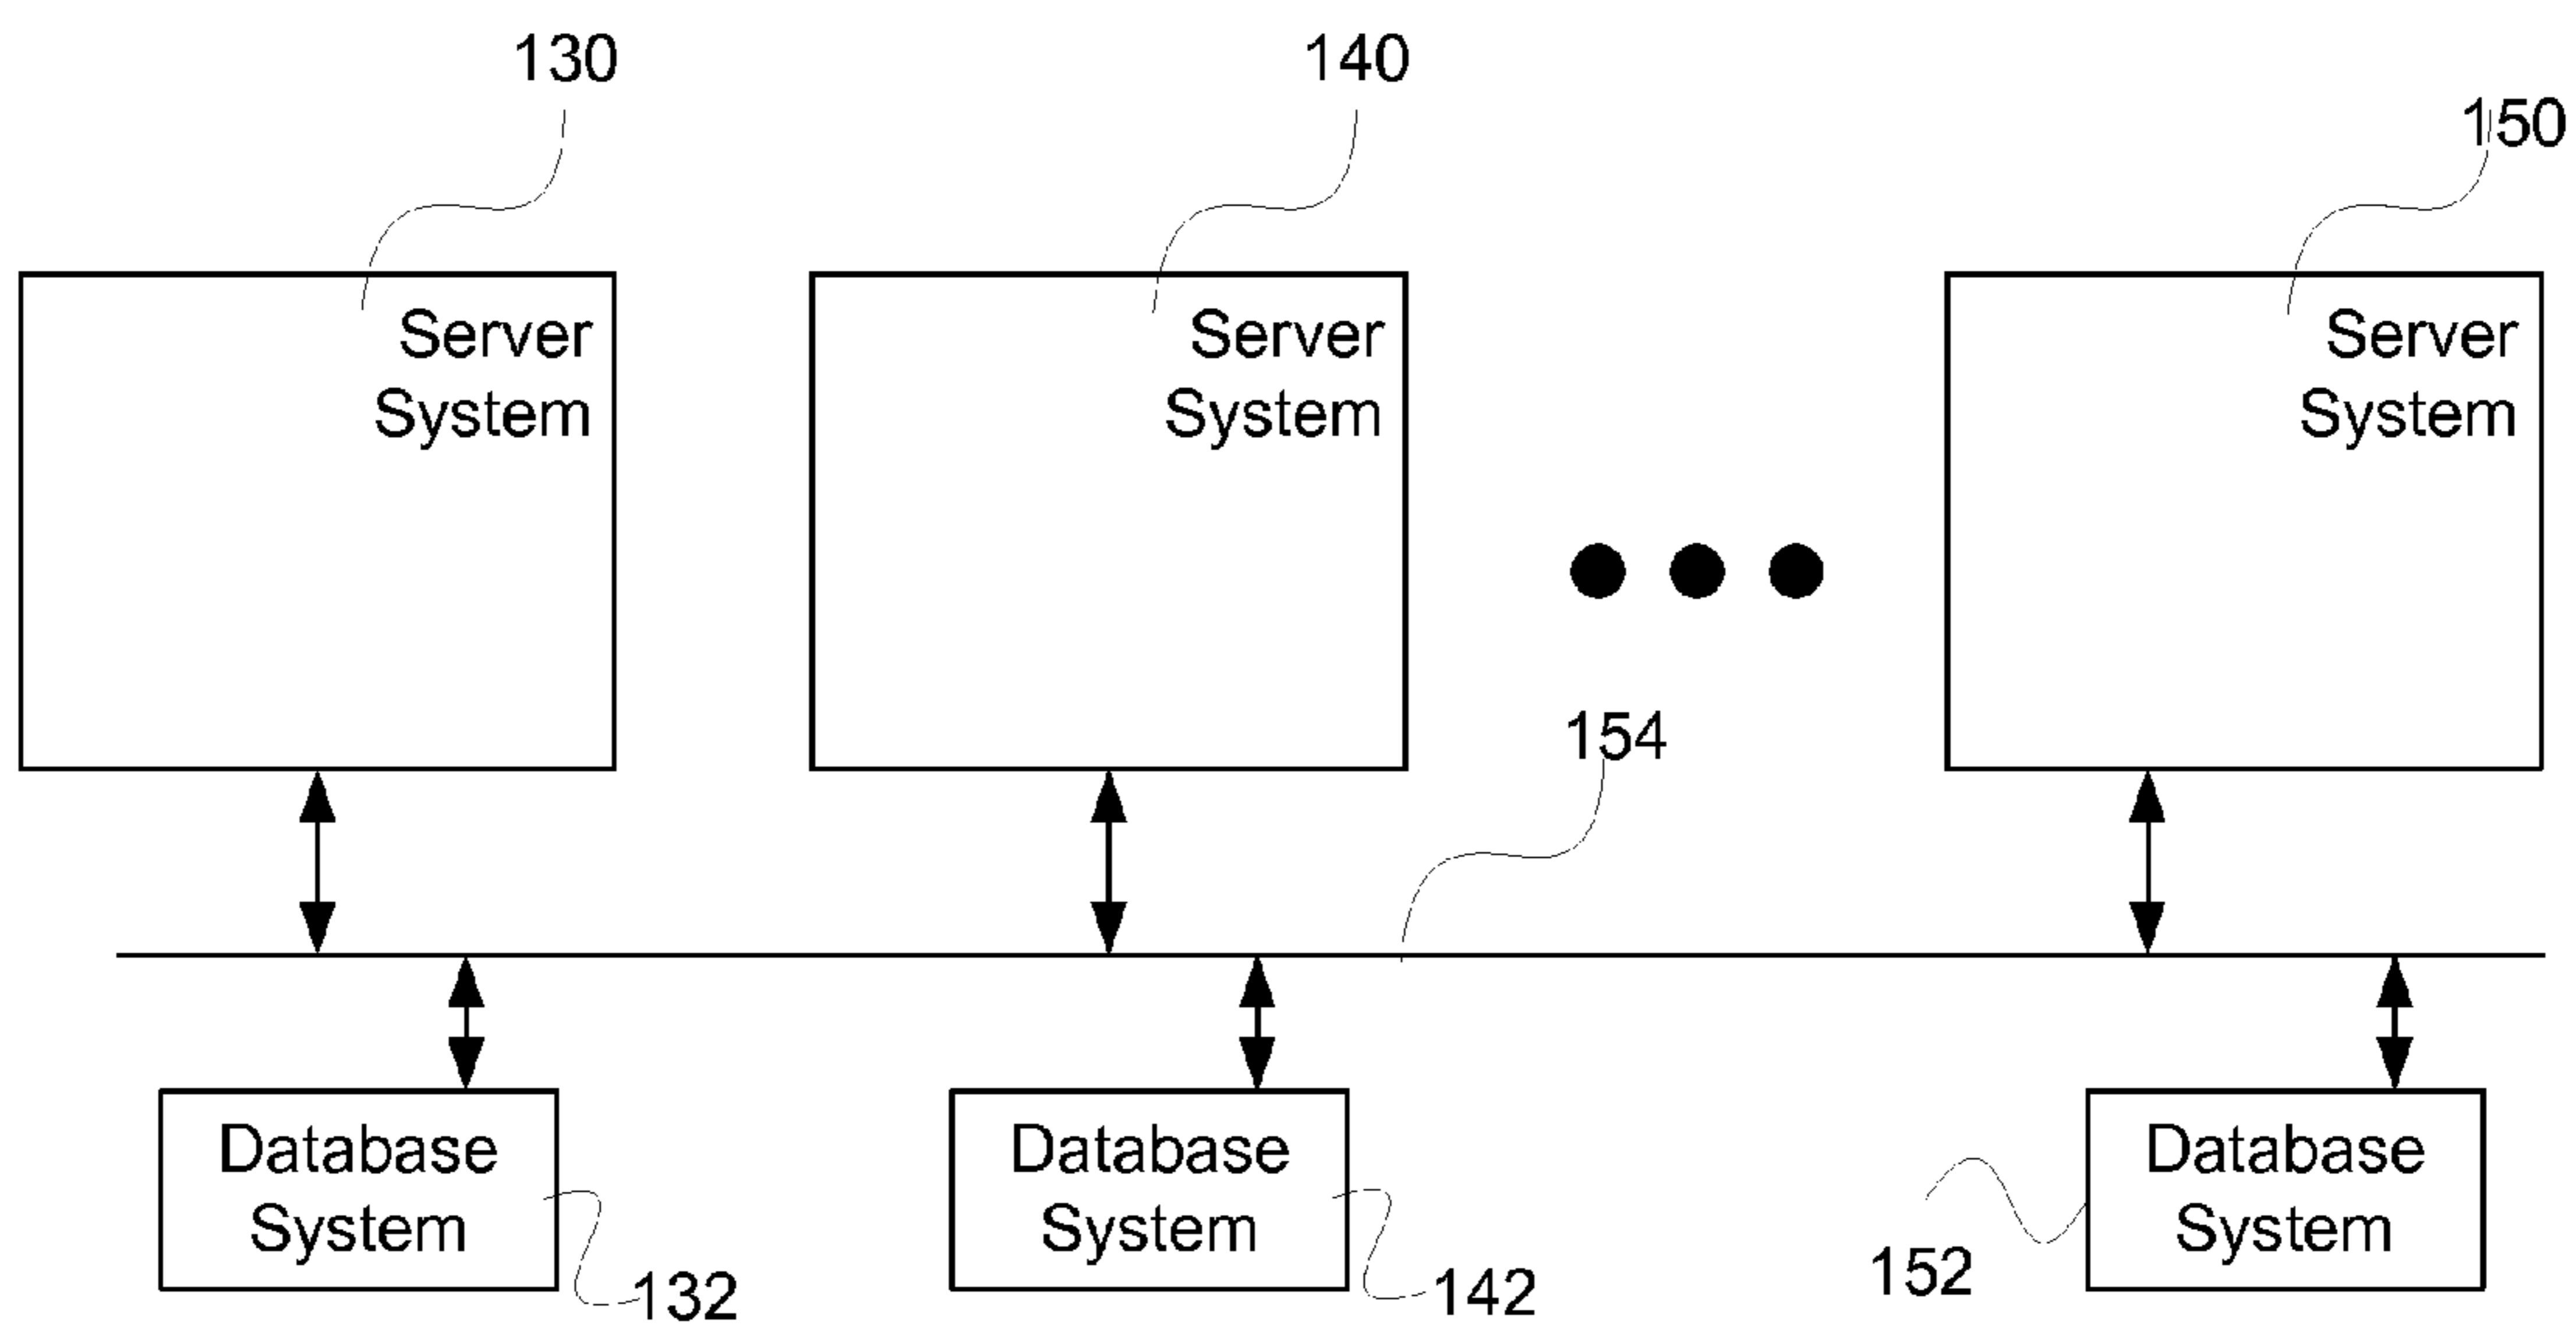 130
140
150
Server
System
Server
System
Server
System
154
Database
System
Database
System
Database
System
132
142
152